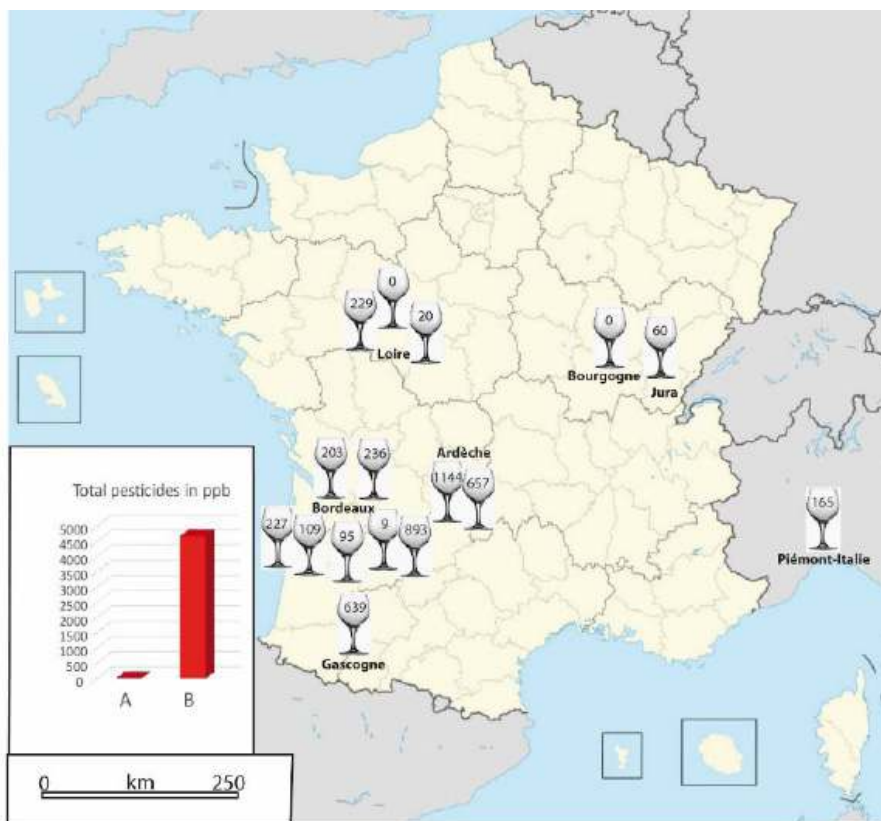 0
229
20
Loire
0
60
Bourgogne
Jura
203
236
Bordeaux
Ardèche
1144
657
227
109
95
9
893
639
Gascogne
165
Piémont-Italie
Total pesticides in ppb
5000
4500
4000
3500
3000
2500
2000
1500
1000
500
0
A
B
0 km 250